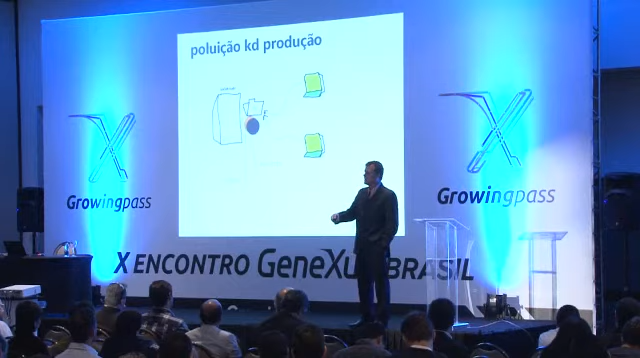 poluição kd produção
Growingpass
Growingpass
X ENCONTRO GeneXus BRASIL